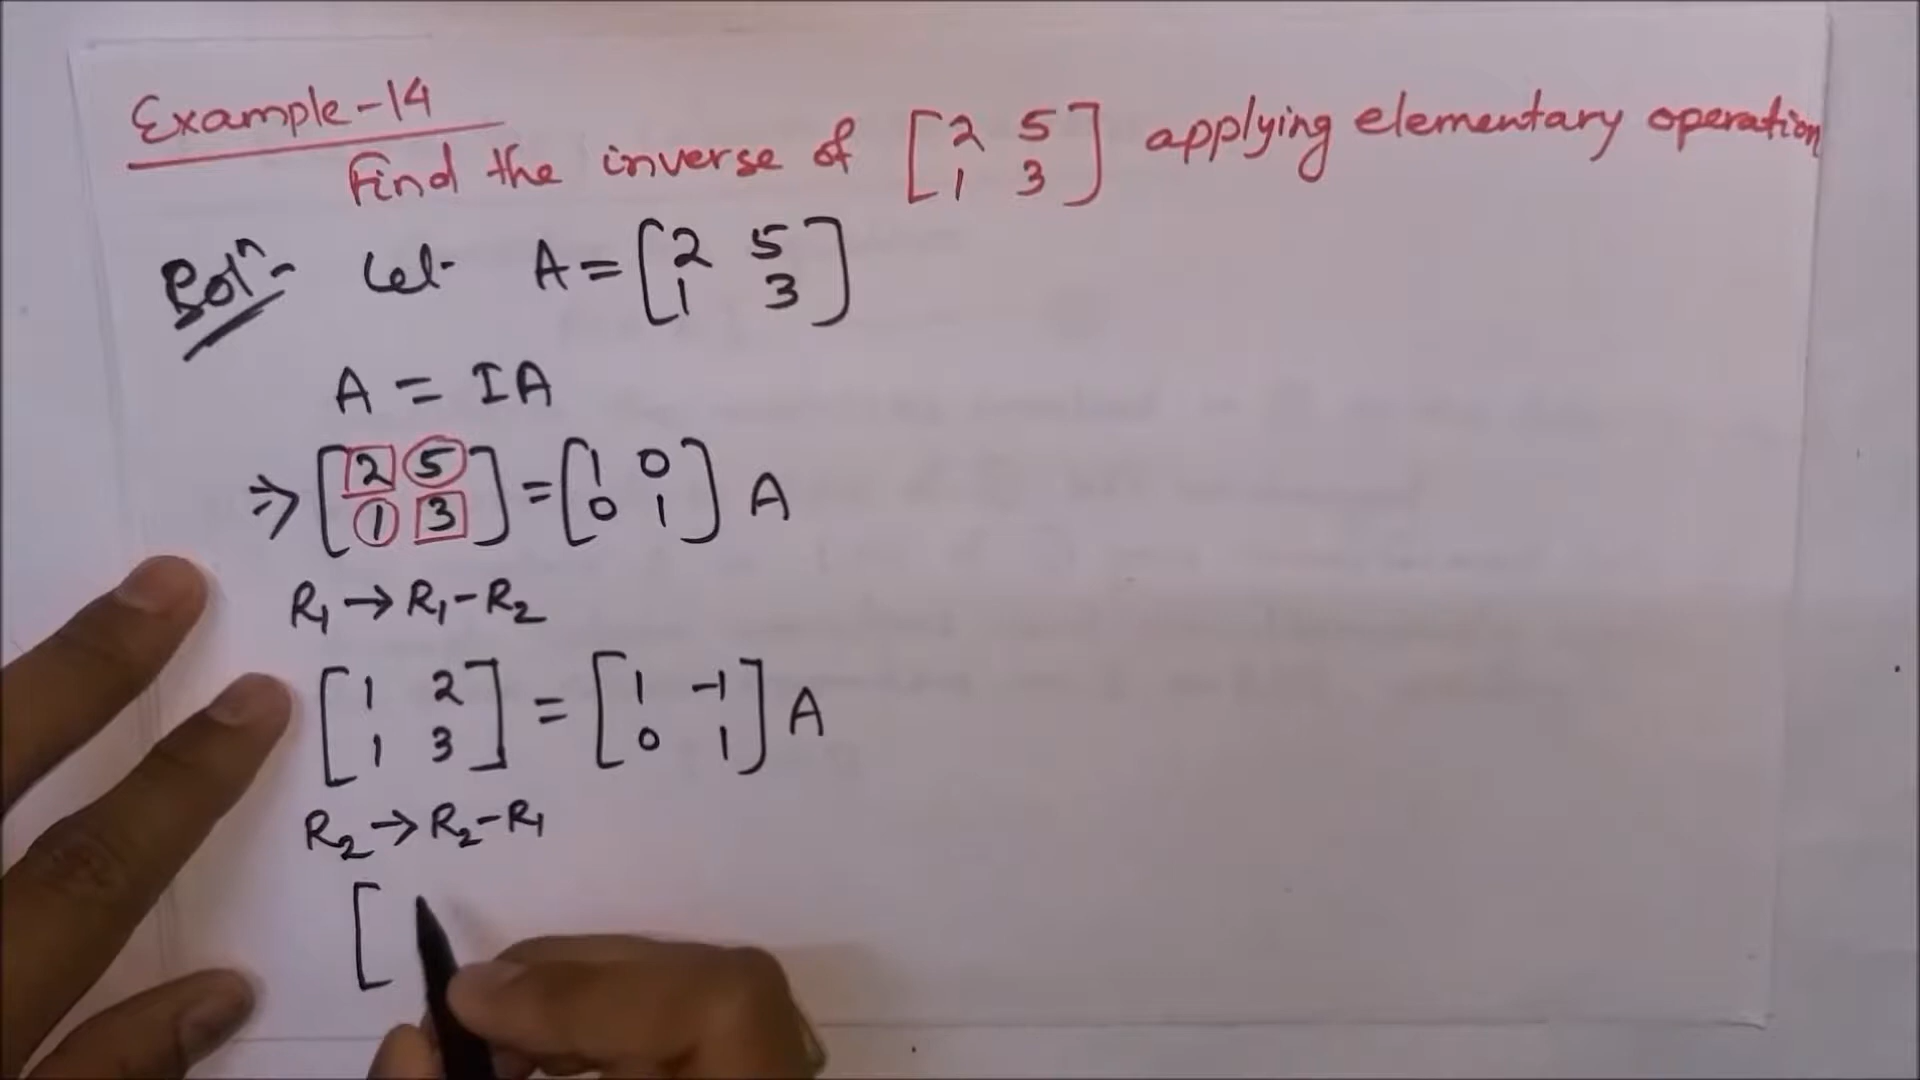 Example-14
Find the inverse of [2 5
1 3] applying elementary operation
Solⁿ- Let A = [2 5
1 3]
A = IA
⇒ [2 5
1 3] = [1 0
0 1] A
R₁ → R₁-R₂
[1 2
1 3] = [1 -1
0 1] A
R₂ → R₂-R₁
[